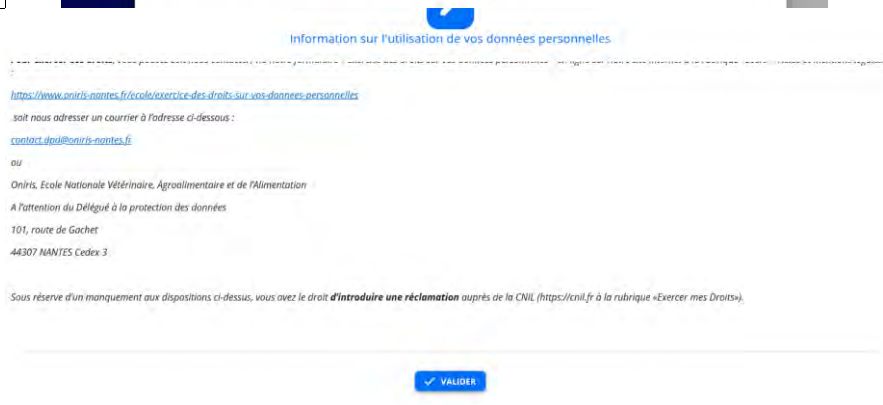 Information sur l'utilisation de vos données personnelles
:
https://www.oniris-nantes.fr/ecole/exercice-des-droits-sur-vos-donnees-personnelles
soit nous adresser un courrier à l'adresse ci-dessous :
contact.dpd@oniris-nantes.fr
ou
Oniris, Ecole Nationale Vétérinaire, Agroalimentaire et de l'Alimentation
A l'attention du Délégué à la protection des données
101, route de Gachet
44307 NANTES Cedex 3
Sous réserve d'un manquement aux dispositions ci-dessus, vous avez le droit d'introduire une réclamation auprès de la CNIL (https://cnil.fr à la rubrique «Exercer mes Droits»).
VALIDER